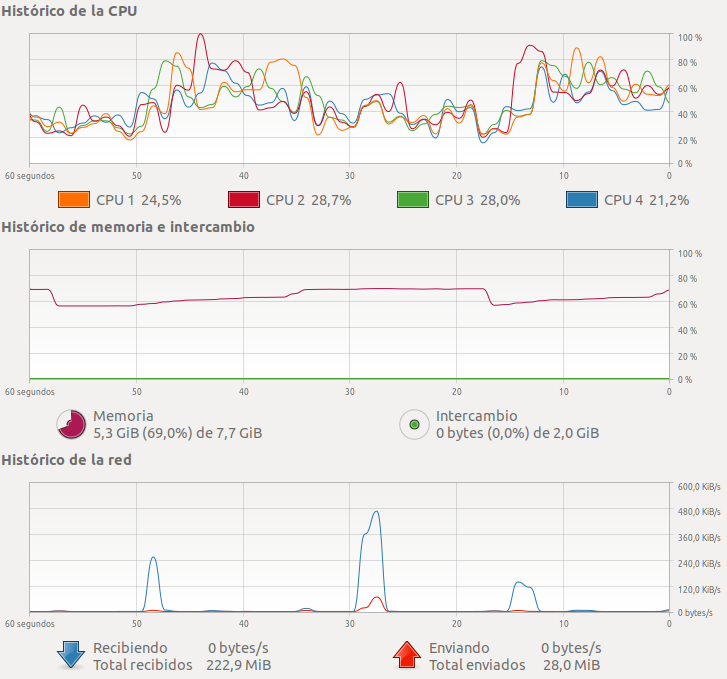 Histórico de la CPU
100 %
80 %
60 %
40 %
20 %
0 %
60 segundos 50 40 30 20 10 0
CPU 1 24,5% CPU 2 28,7% CPU 3 28,0% CPU 4 21,2%
Histórico de memoria e intercambio
100 %
80 %
60 %
40 %
20 %
0 %
60 segundos 50 40 30 20 10 0
Memoria
5,3 GiB (69,0%) de 7,7 GiB
Intercambio
0 bytes (0,0%) de 2,0 GiB
Histórico de la red
600,0 KiB/s
480,0 KiB/s
360,0 KiB/s
240,0 KiB/s
120,0 KiB/s
0 bytes/s
60 segundos 50 40 30 20 10 0
Recibiendo 0 bytes/s
Total recibidos 222,9 MiB
Enviando 0 bytes/s
Total enviados 28,0 MiB